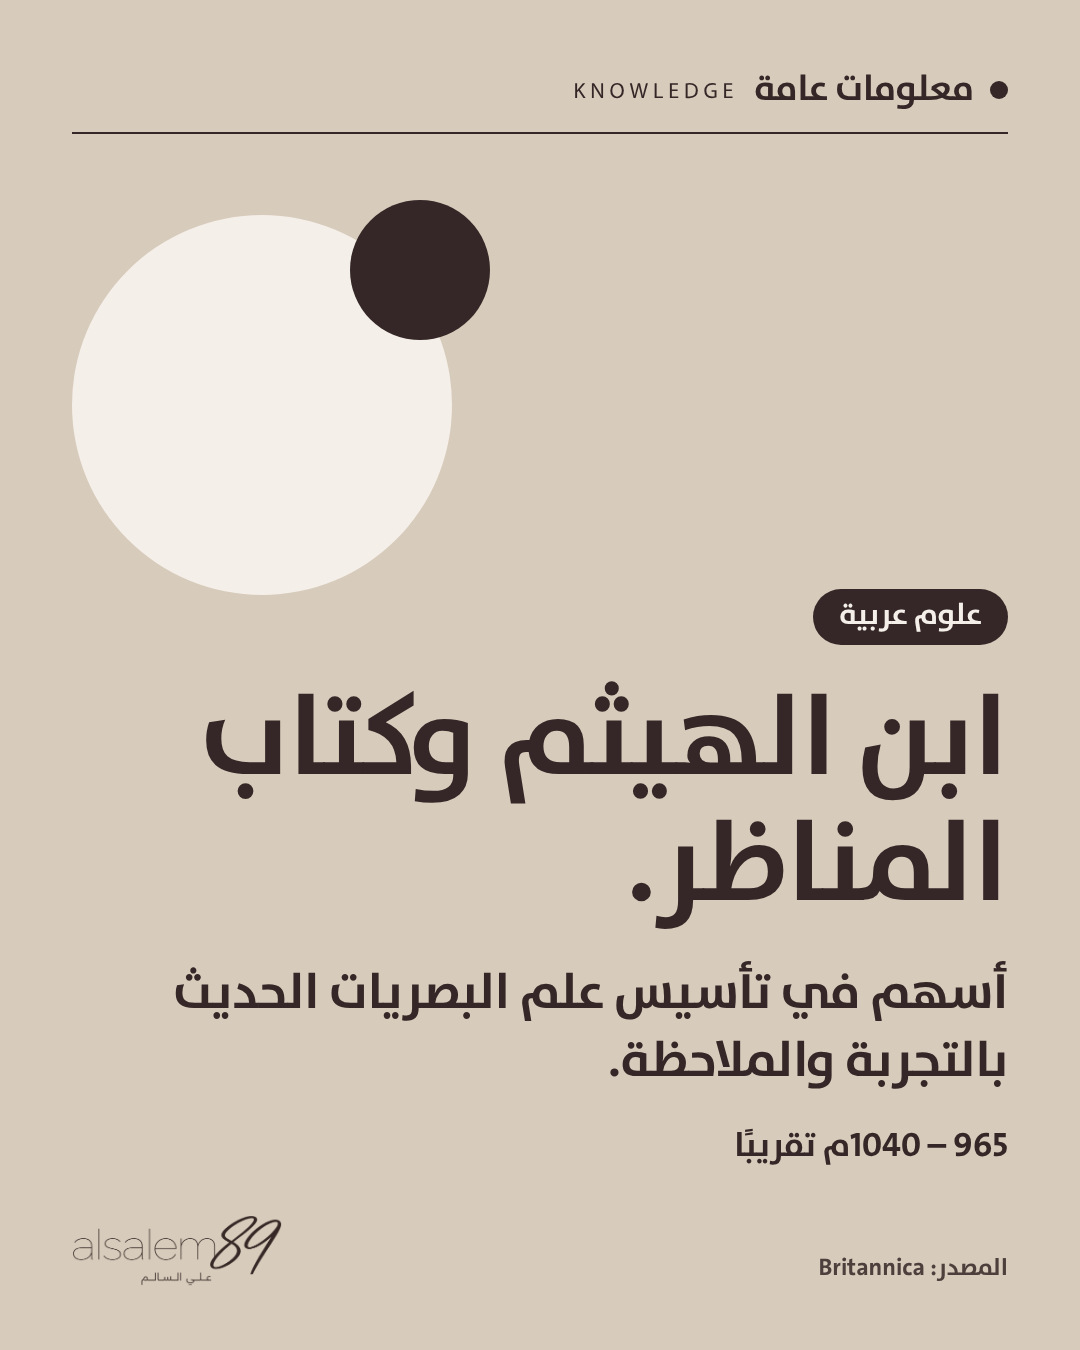 معلومات عامة KNOWLEDGE
علوم عربية
ابن الهيثم وكتاب
المناظر.
أسهم في تأسيس علم البصريات الحديث
بالتجربة والملاحظة.
965 – 1040م تقريبًا
المصدر: Britannica
alsalem89
علي السالم